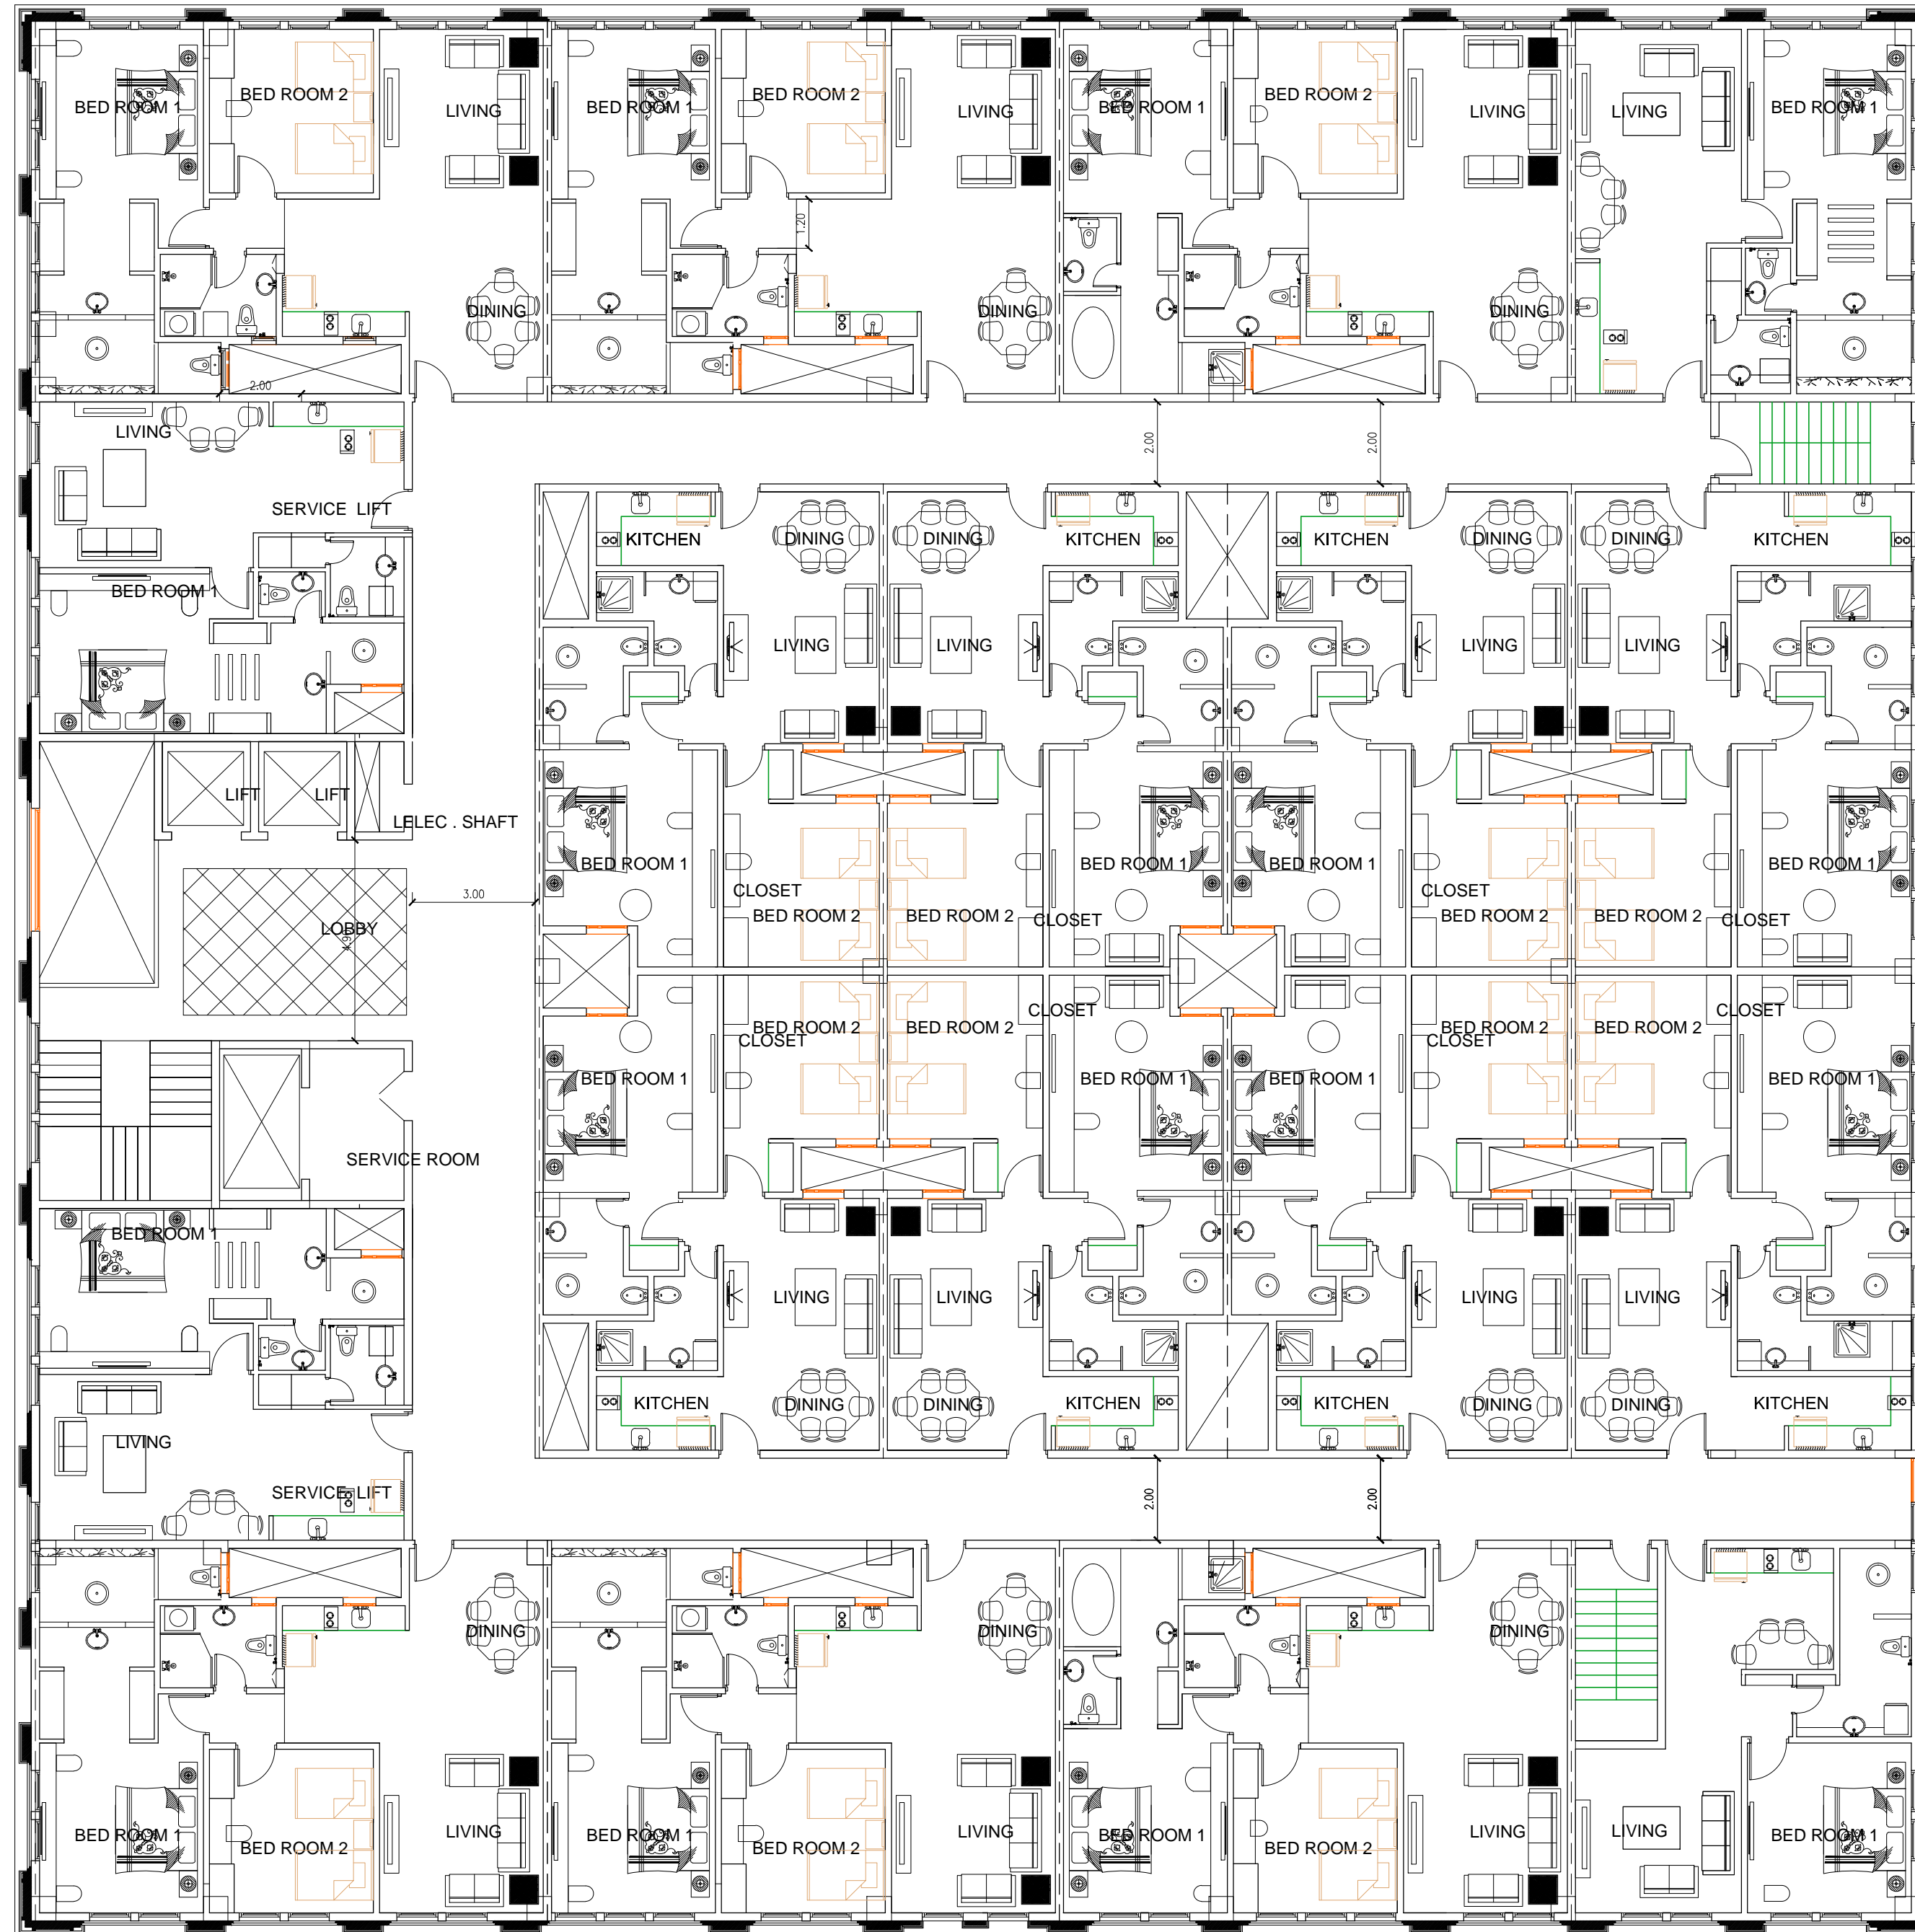 BED ROOM 1
BED ROOM 2
LIVING
BED ROOM 1
BED ROOM 2
LIVING
BED ROOM 1
BED ROOM 2
LIVING
LIVING
BED ROOM 1
1.20
DINING
DINING
DINING
2.00
LIVING
2.00
2.00
SERVICE LIFT
KITCHEN
DINING
DINING
KITCHEN
KITCHEN
DINING
DINING
KITCHEN
BED ROOM 1
LIVING
LIVING
LIVING
LIVING
LIFT
LIFT
LELEC . SHAFT
BED ROOM 1
BED ROOM 1
BED ROOM 1
BED ROOM 1
CLOSET
CLOSET
3.00
BED ROOM 2
BED ROOM 2
CLOSET
BED ROOM 2
BED ROOM 2
CLOSET
LOBBY
CLOSET
CLOSET
BED ROOM 2
BED ROOM 2
BED ROOM 2
BED ROOM 2
CLOSET
CLOSET
BED ROOM 1
BED ROOM 1
BED ROOM 1
BED ROOM 1
SERVICE ROOM
BED ROOM 1
LIVING
LIVING
LIVING
LIVING
KITCHEN
DINING
DINING
KITCHEN
KITCHEN
DINING
DINING
KITCHEN
LIVING
SERVICE LIFT
2.00
2.00
DINING
DINING
DINING
BED ROOM 1
BED ROOM 2
LIVING
BED ROOM 1
BED ROOM 2
LIVING
BED ROOM 1
BED ROOM 2
LIVING
LIVING
BED ROOM 1